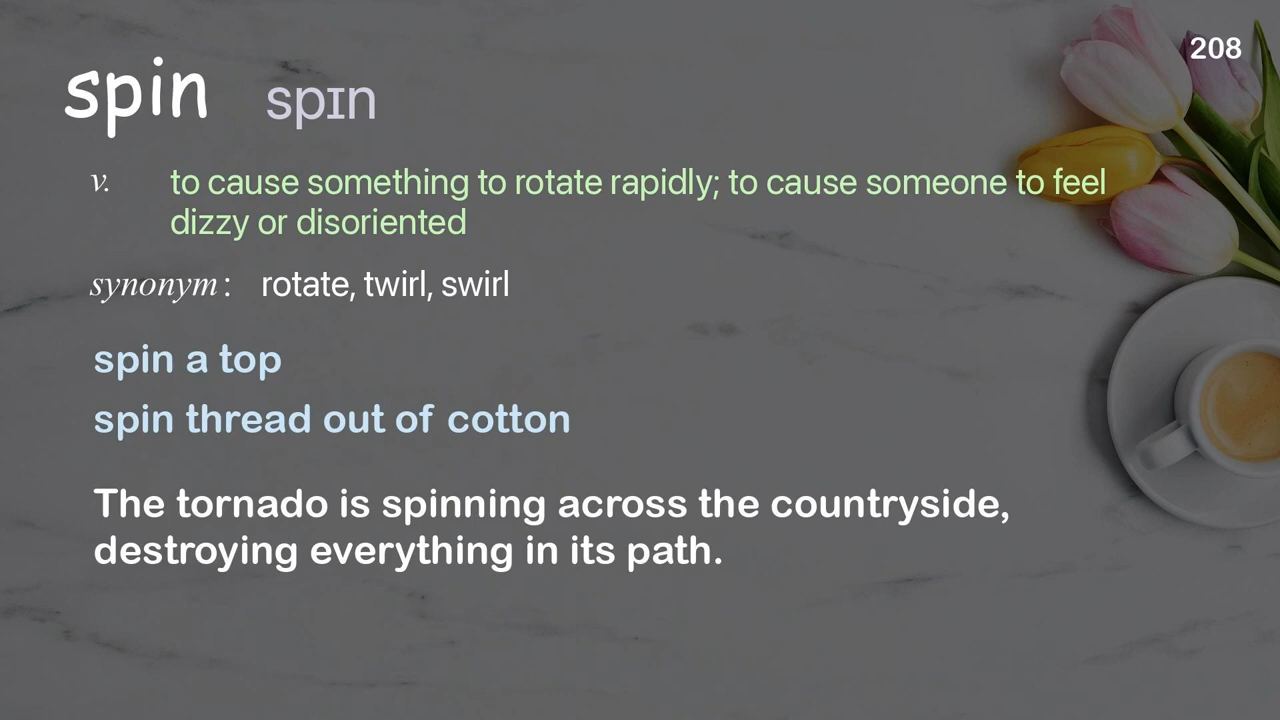 208
spin spɪn
v. to cause something to rotate rapidly; to cause someone to feel
dizzy or disoriented
synonym : rotate, twirl, swirl
spin a top
spin thread out of cotton
The tornado is spinning across the countryside,
destroying everything in its path.